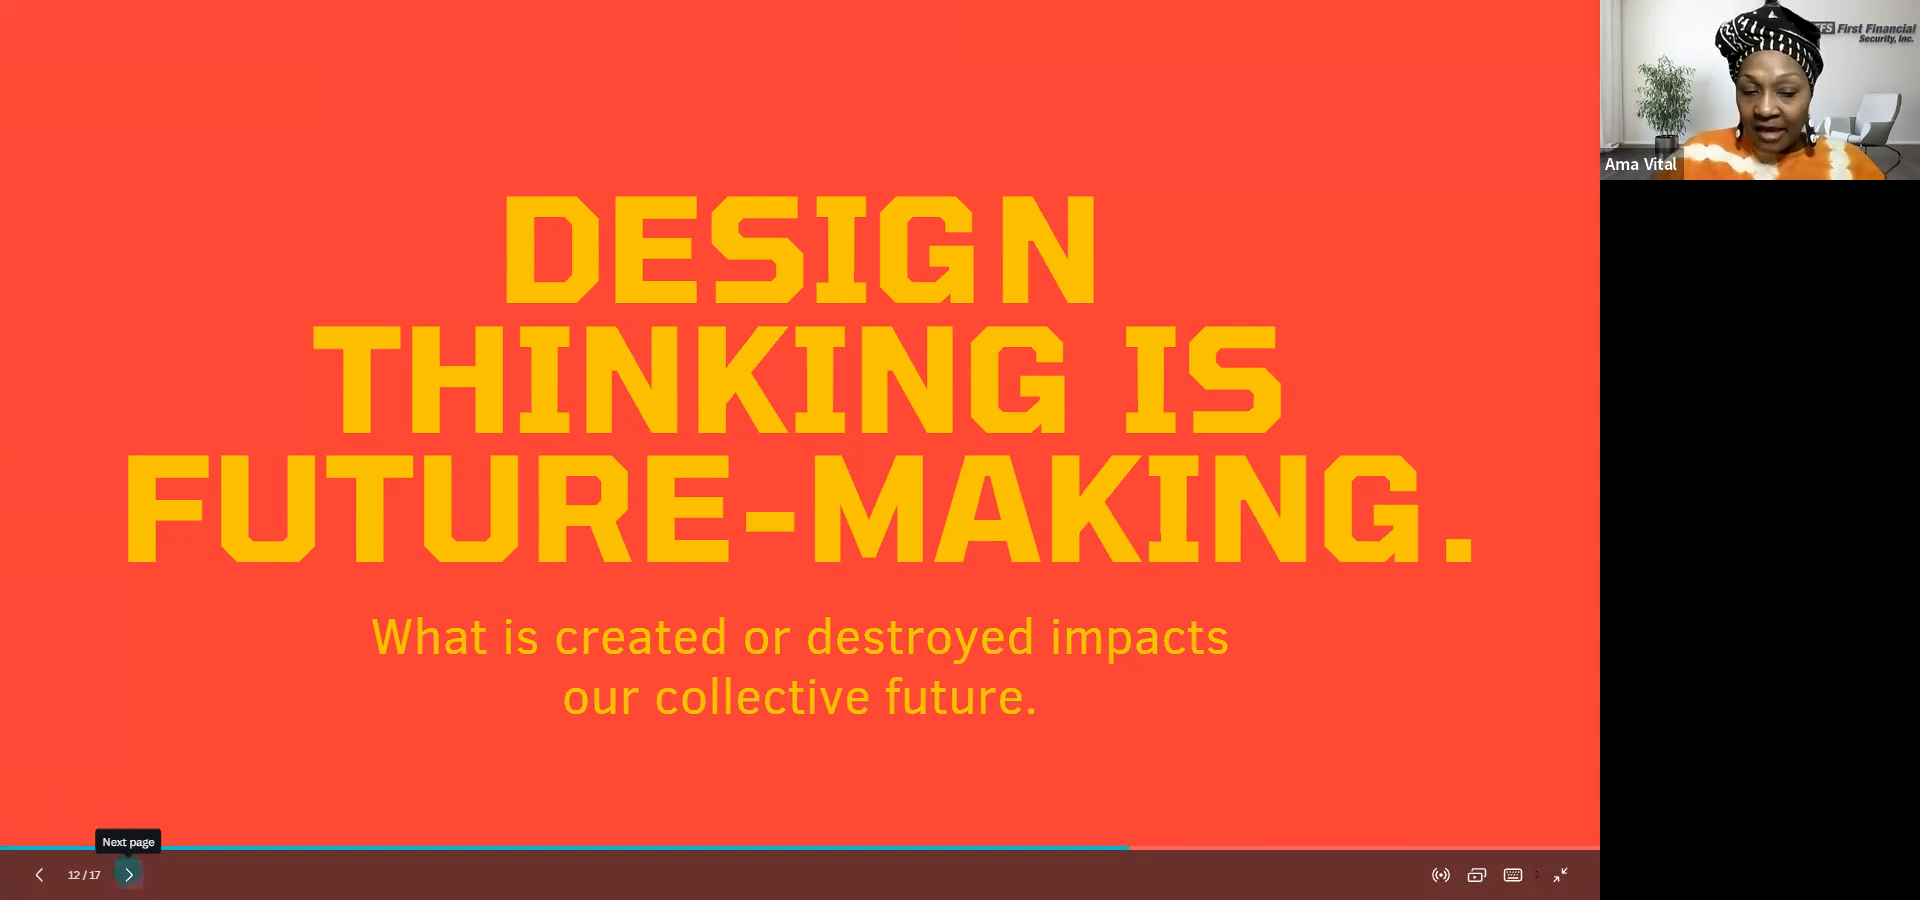 DESIGN
THINKING IS
FUTURE-MAKING.
What is created or destroyed impacts
our collective future.
Next page
12 / 17
FFS First Financial
Security, Inc.
Ama Vital